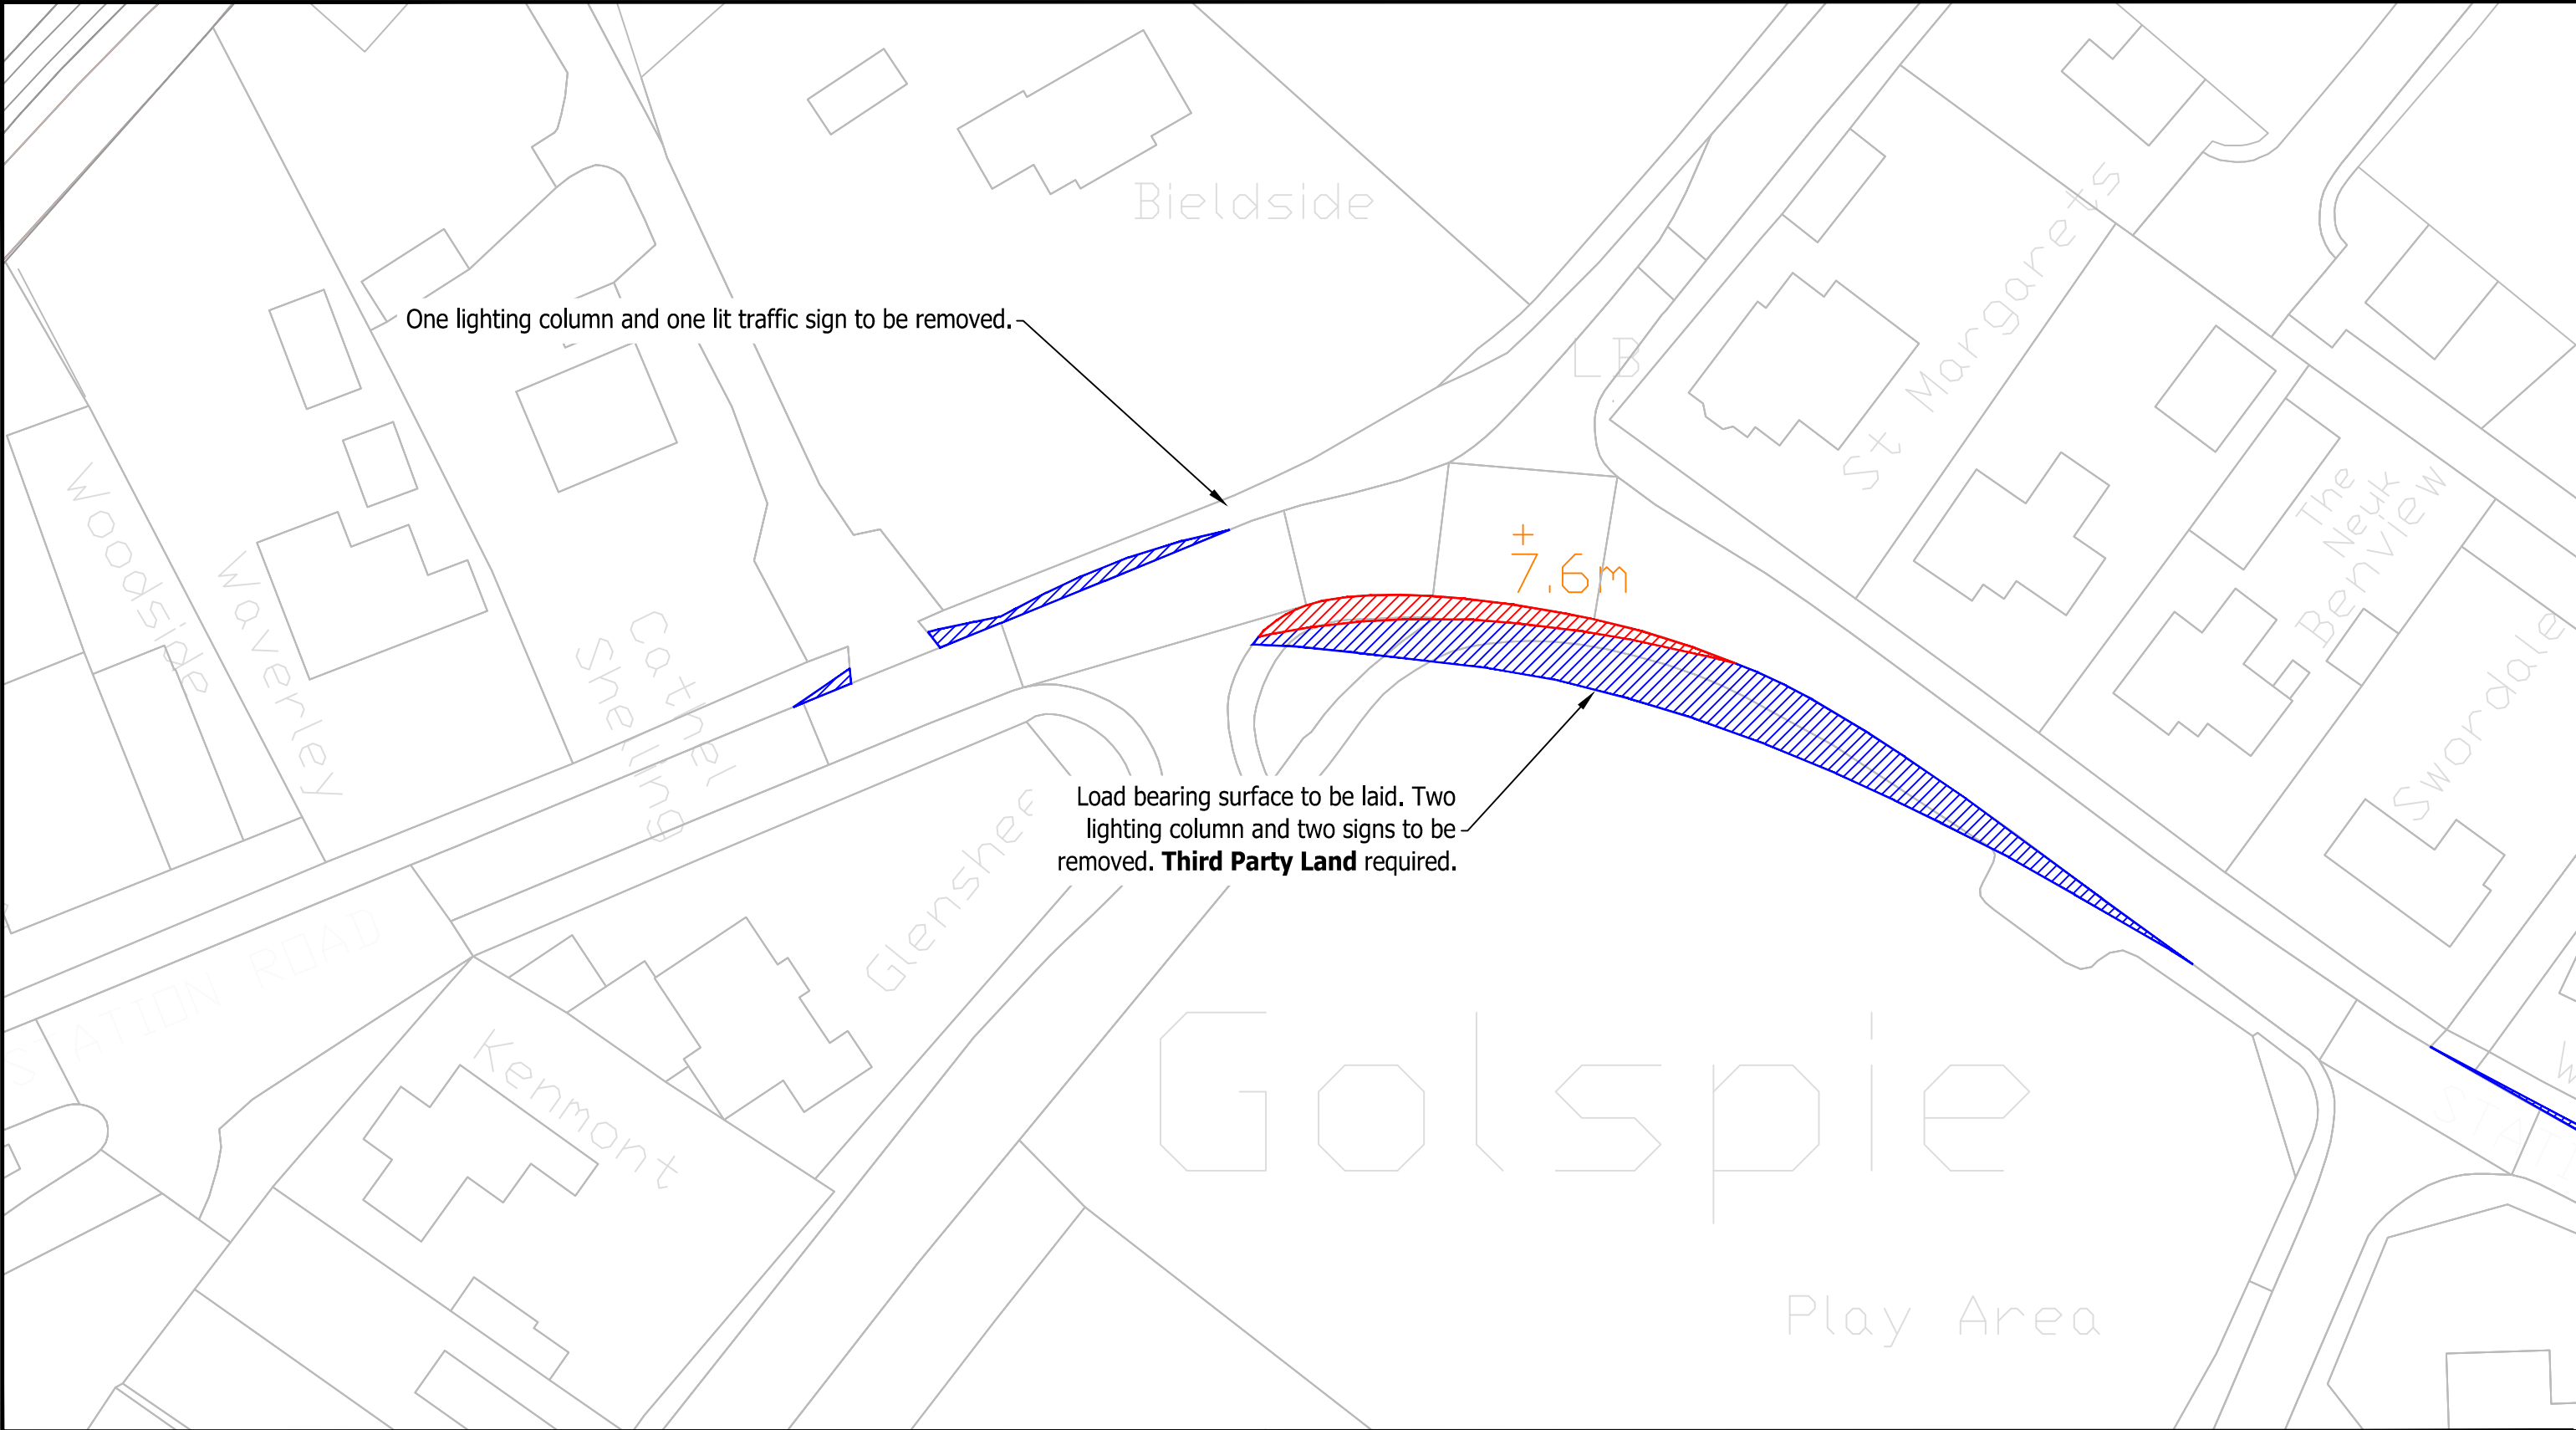 Bieldside
St Margarets
One lighting column and one lit traffic sign to be removed.
LB
The
Neuk
Benview
Woodside
Waverley
Cathel
Shelling
+
7.6m
Swordale
Load bearing surface to be laid. Two
lighting column and two signs to be
removed. Third Party Land required.
STATION ROAD
Kenmont
Golspie
Play Area